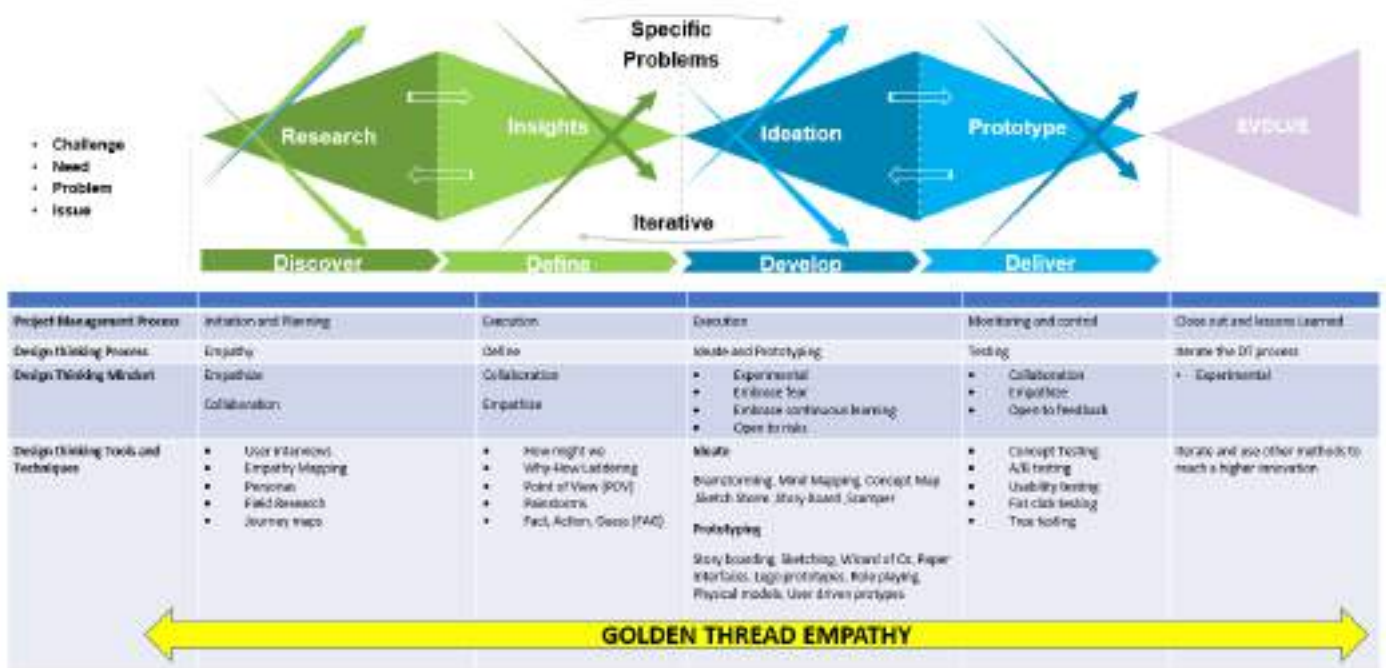 Specific
Problems
Research
Insights
Ideation
Prototype
EVOLVE
• Challenge
• Need
• Problem
• Issue
Iterative
Discover
Define
Develop
Deliver
Project Management Process
Initiation and Planning
Execution
Execution
Monitoring and control
Close out and lessons Learned
Design thinking Process
Empathy
Define
Ideate and Prototyping
Testing
Iterate the DT process
Design Thinking Mindset
Empathize
Collaboration
Collaboration
Empathize
• Experimental
• Embrace fear
• Embrace continuous learning
• Open to risks
• Collaboration
• Empathize
• Open to feedback
• Experimental
Design thinking Tools and
Techniques
• User interviews
• Empathy Mapping
• Personas
• Field Research
• Journey maps
• How might we
• Why-How Laddering
• Point of View (POV)
• 
• Fact, Action, Guess (FAG)
Ideate
Brainstorming, Mind Mapping, Concept Map
Sketch Storm, Story Board, Scamper
Prototyping
Story boarding, Sketching, Wizard of Oz, Paper
Interfaces, Lego prototypes, Role playing,
Physical models, User driven protypes
• Concept Testing
• A/B testing
• Usability testing
• click testing
• Tree testing
Iterate and use other methods to
reach a higher innovation
GOLDEN THREAD EMPATHY